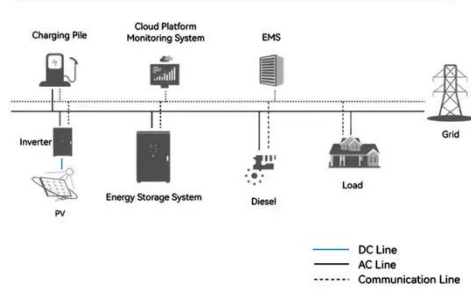 Charging Pile
Cloud Platform
Monitoring System
EMS
Grid
Inverter
PV
Energy Storage System
Diesel
Load
DC Line
AC Line
Communication Line